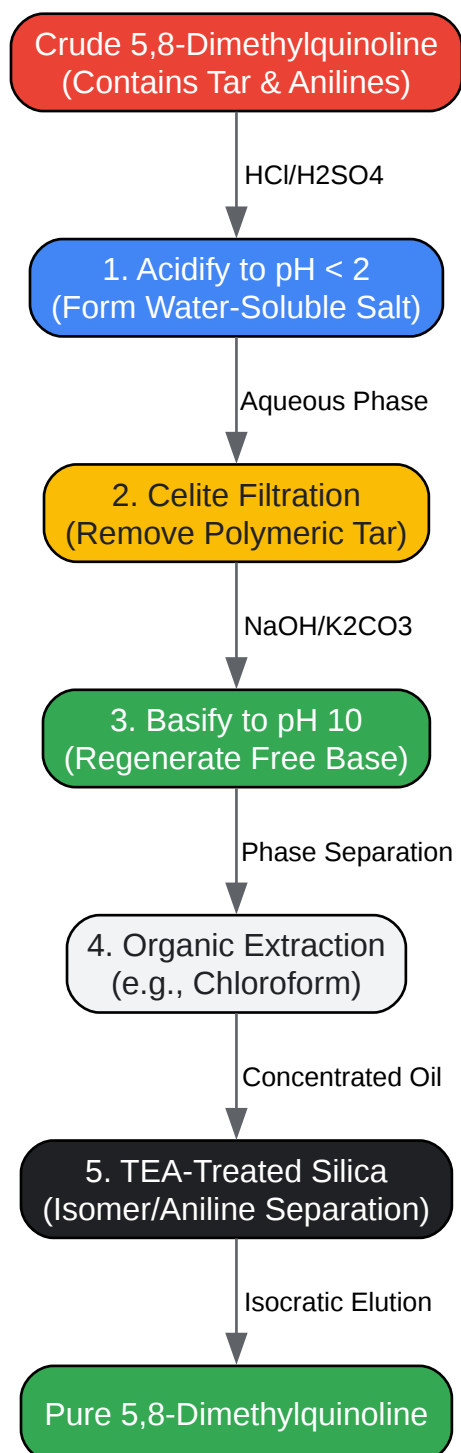 Crude 5,8-Dimethylquinoline
(Contains Tar & Anilines)
HCl/H2SO4
1. Acidify to pH < 2
(Form Water-Soluble Salt)
Aqueous Phase
2. Celite Filtration
(Remove Polymeric Tar)
NaOH/K2CO3
3. Basify to pH 10
(Regenerate Free Base)
Phase Separation
4. Organic Extraction
(e.g., Chloroform)
Concentrated Oil
5. TEA-Treated Silica
(Isomer/Aniline Separation)
Isocratic Elution
Pure 5,8-Dimethylquinoline